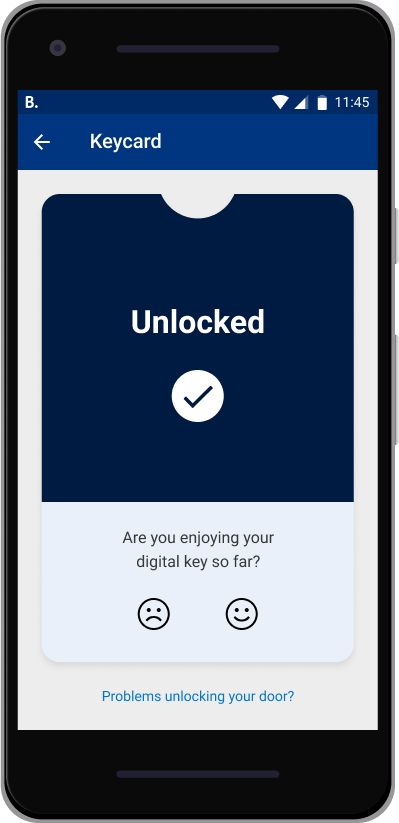 B. 11:45
Keycard
Unlocked
Are you enjoying your
digital key so far?
Problems unlocking your door?